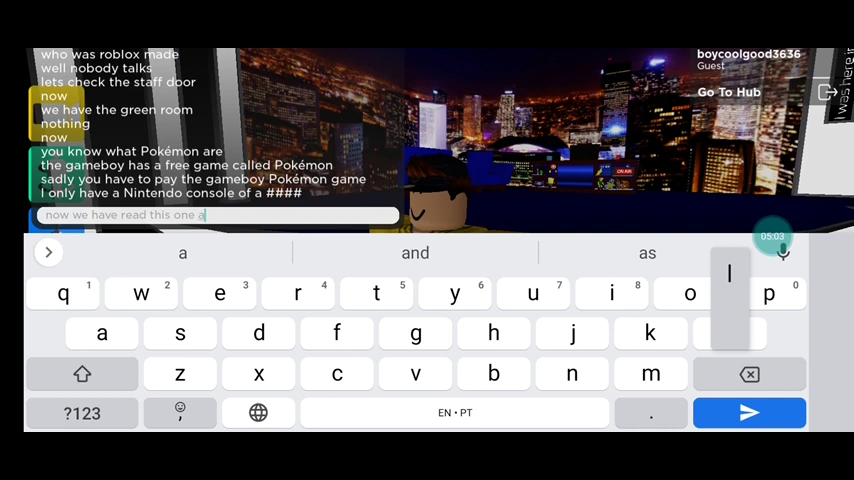 who was roblox made
well nobody talks
lets check the staff door
now
we have the green room
nothing
now
you know what Pokémon are
the gameboy has a free game called Pokémon
sadly you have to pay the gameboy Pokémon game
I only have a Nintendo console of a ####
now we have read this one a
boycoolgood3636
Guest
Go To Hub
I was here it
ON AIR
05:03
a and as
q 1 w 2 e 3 r 4 t 5 y 6 u 7 i 8 o p 0
l
a s d f g h j k
z x c v b n m
?123 , EN • PT .